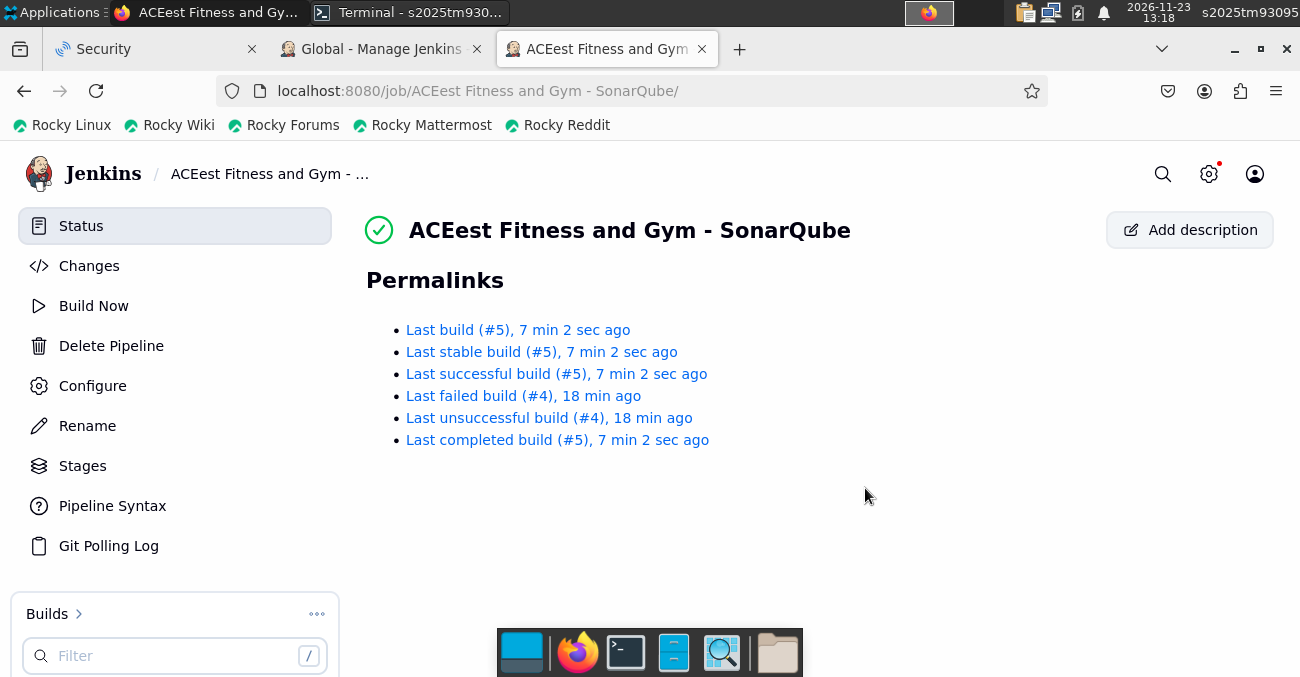 Applications
ACEest Fitness and Gy...
Terminal - s2025tm930...
2026-11-23
13:18
s2025tm93095
Security
Global - Manage Jenkins
ACEest Fitness and Gym
localhost:8080/job/ACEest Fitness and Gym - SonarQube/
Rocky Linux
Rocky Wiki
Rocky Forums
Rocky Mattermost
Rocky Reddit
Jenkins / ACEest Fitness and Gym - ...
Status
Changes
Build Now
Delete Pipeline
Configure
Rename
Stages
Pipeline Syntax
Git Polling Log
Builds
Filter /
ACEest Fitness and Gym - SonarQube
Add description
Permalinks
Last build (#5), 7 min 2 sec ago
Last stable build (#5), 7 min 2 sec ago
Last successful build (#5), 7 min 2 sec ago
Last failed build (#4), 18 min ago
Last unsuccessful build (#4), 18 min ago
Last completed build (#5), 7 min 2 sec ago